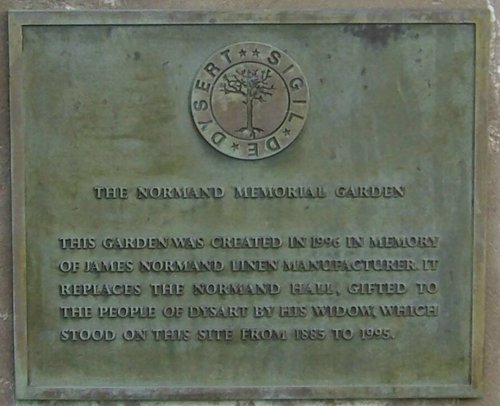 SIGIL ★ DE ★ DYSERT ★ ★
THE NORMAND MEMORIAL GARDEN
THIS GARDEN WAS CREATED IN 1996 IN MEMORY
OF JAMES NORMAND LINEN MANUFACTURER. IT
REPLACES THE NORMAND HALL, GIFTED TO
THE PEOPLE OF DYSART BY HIS WIDOW, WHICH
STOOD ON THIS SITE FROM 1885 TO 1995.